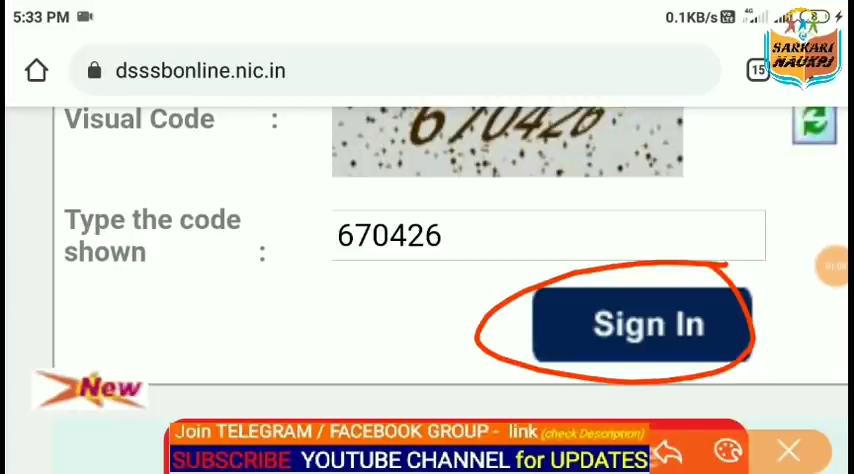 5:33 PM
0.1KB/s
4G
SARKARI
NAUKRI
dsssbonline.nic.in
15
Visual Code :
670426
Type the code
shown :
670426
Sign In
New
Join TELEGRAM / FACEBOOK GROUP - link (check Description)
SUBSCRIBE YOUTUBE CHANNEL for UPDATES